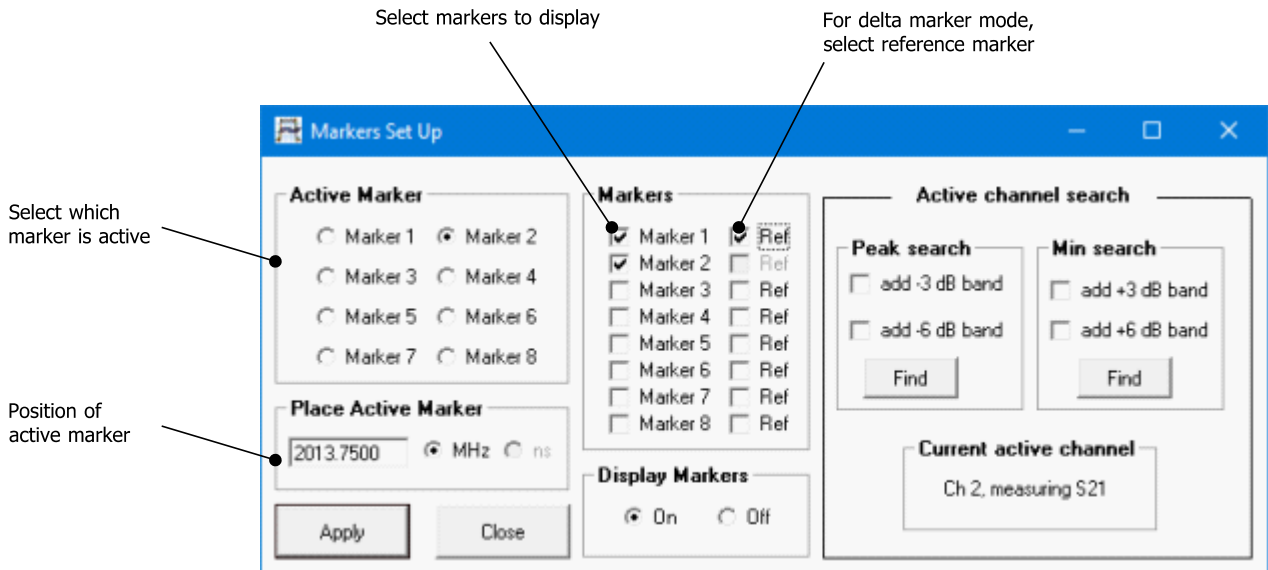 Select markers to display
For delta marker mode,
select reference marker
Markers Set Up
Select which
marker is active
Active Marker
Marker 1 Marker 2
Marker 3 Marker 4
Marker 5 Marker 6
Marker 7 Marker 8
Position of
active marker
Place Active Marker
2013.7500 MHz ns
Apply Close
Markers
Marker 1 Ref
Marker 2 Ref
Marker 3 Ref
Marker 4 Ref
Marker 5 Ref
Marker 6 Ref
Marker 7 Ref
Marker 8 Ref
Display Markers
On Off
Active channel search
Peak search
add -3 dB band
add -6 dB band
Find
Min search
add +3 dB band
add +6 dB band
Find
Current active channel
Ch 2, measuring S21